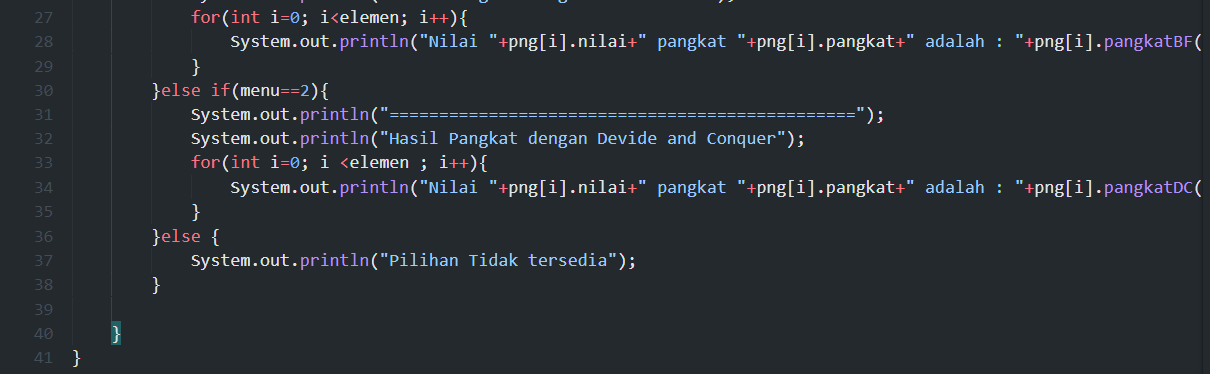 27 for(int i=0; i<elemen; i++){
28 System.out.println("Nilai "+png[i].nilai+" pangkat "+png[i].pangkat+" adalah : "+png[i].pangkatBF(
29 }
30 }else if(menu==2){
31 System.out.println("===============================================");
32 System.out.println("Hasil Pangkat dengan Devide and Conquer");
33 for(int i=0; i <elemen ; i++){
34 System.out.println("Nilai "+png[i].nilai+" pangkat "+png[i].pangkat+" adalah : "+png[i].pangkatDC(
35 }
36 }else {
37 System.out.println("Pilihan Tidak tersedia");
38 }
39
40 }
41 }